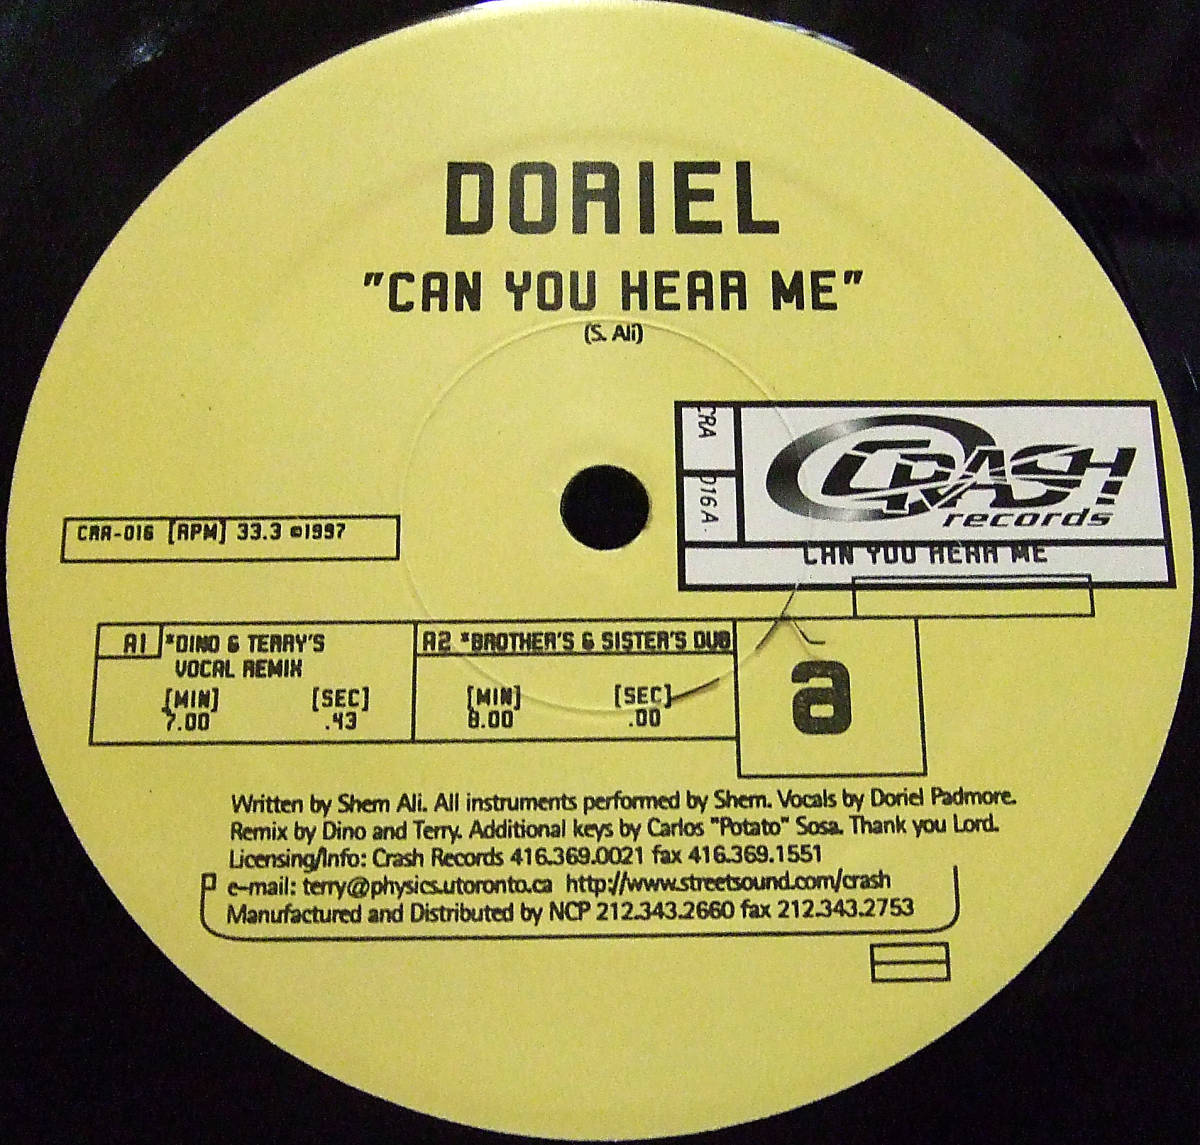 DORIEL
"CAN YOU HEAR ME"
(S. Ali)
CRA
016 A.
CRASH
records
CAN YOU HEAR ME
CRA-016 [RPM] 33.3 ©1997
A1 *DINO & TERRY'S
VOCAL REMIX
[MIN] [SEC]
7.00 .43
A2 *BROTHER'S & SISTER'S DUB
[MIN] [SEC]
8.00 .00
a
Written by Shem Ali. All instruments performed by Shem. Vocals by Doriel Padmore.
Remix by Dino and Terry. Additional keys by Carlos "Potato" Sosa. Thank you Lord.
Licensing/Info: Crash Records 416.369.0021 fax 416.369.1551
e-mail: terry@physics.utoronto.ca http://www.streetsound.com/crash
Manufactured and Distributed by NCP 212.343.2660 fax 212.343.2753